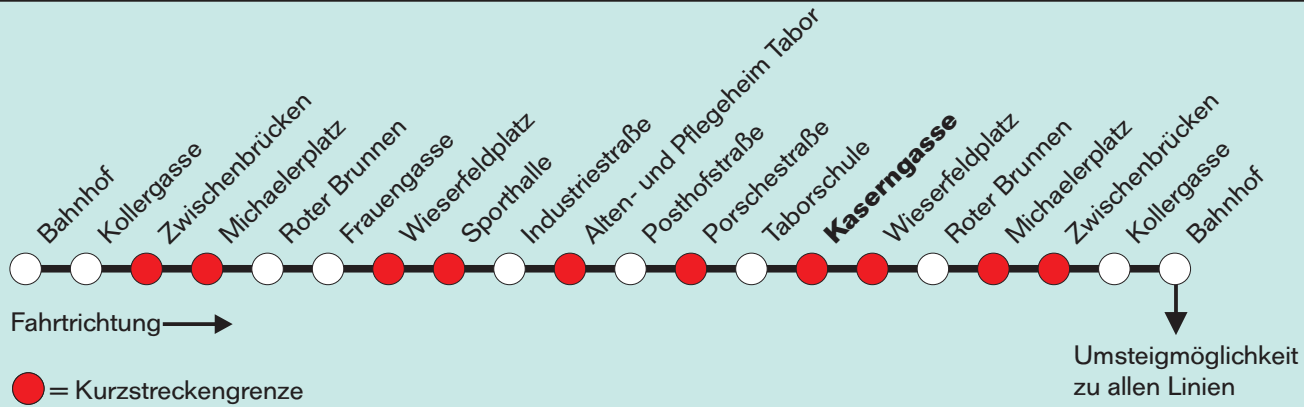 Bahnhof
Kollergasse
Zwischenbrücken
Michaelerplatz
Roter Brunnen
Frauengasse
Wieserfeldplatz
Sporthalle
Industriestraße
Alten- und Pflegeheim Tabor
Posthofstraße
Porschestraße
Taborschule
Kaserngasse
Wieserfeldplatz
Roter Brunnen
Michaelerplatz
Zwischenbrücken
Kollergasse
Bahnhof
Fahrtrichtung
= Kurzstreckengrenze
Umsteigmöglichkeit
zu allen Linien